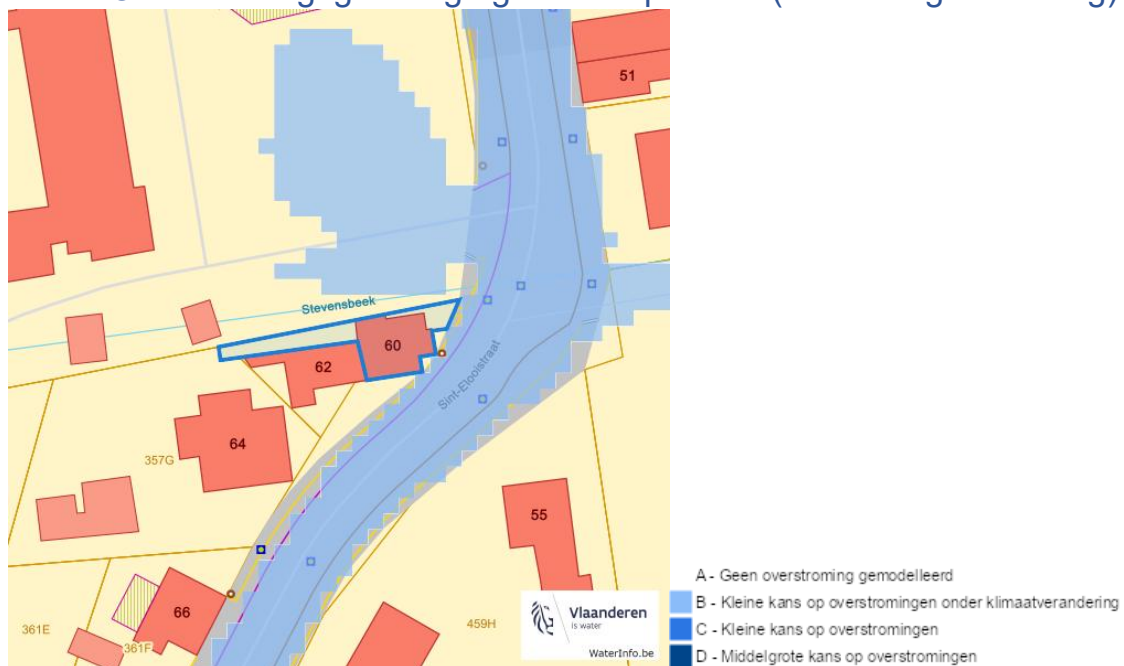 51
Stevensbeek
60
62
Sint-Elooistraat
64
357G
55
66
361E
361F
459H
Vlaanderen
is water
WaterInfo.be
A - Geen overstroming gemodelleerd
B - Kleine kans op overstromingen onder klimaatverandering
C - Kleine kans op overstromingen
D - Middelgrote kans op overstromingen